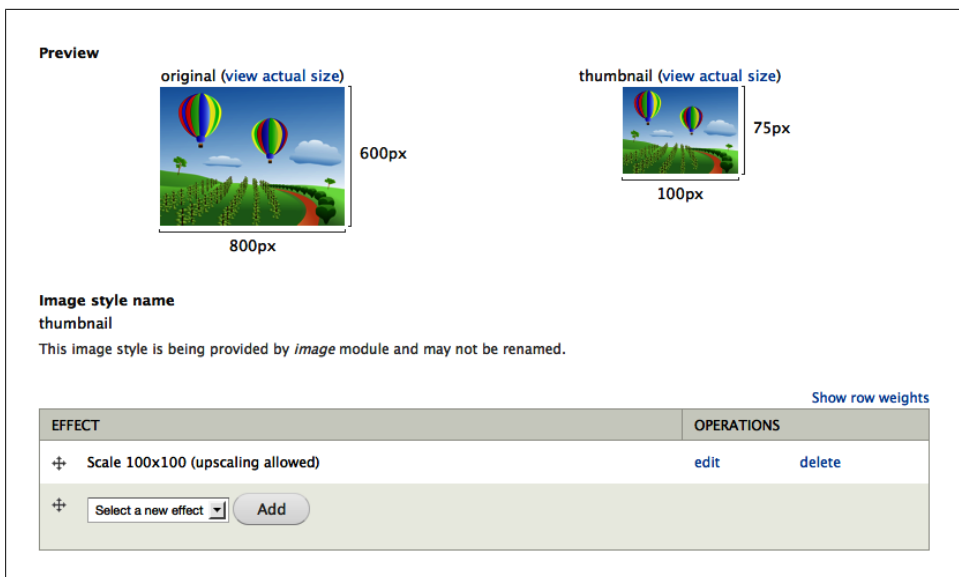 Preview
original (view actual size)
thumbnail (view actual size)
600px
75px
800px
100px
Image style name
thumbnail
This image style is being provided by image module and may not be renamed.
Show row weights
EFFECT OPERATIONS
Scale 100x100 (upscaling allowed) edit delete
Select a new effect Add